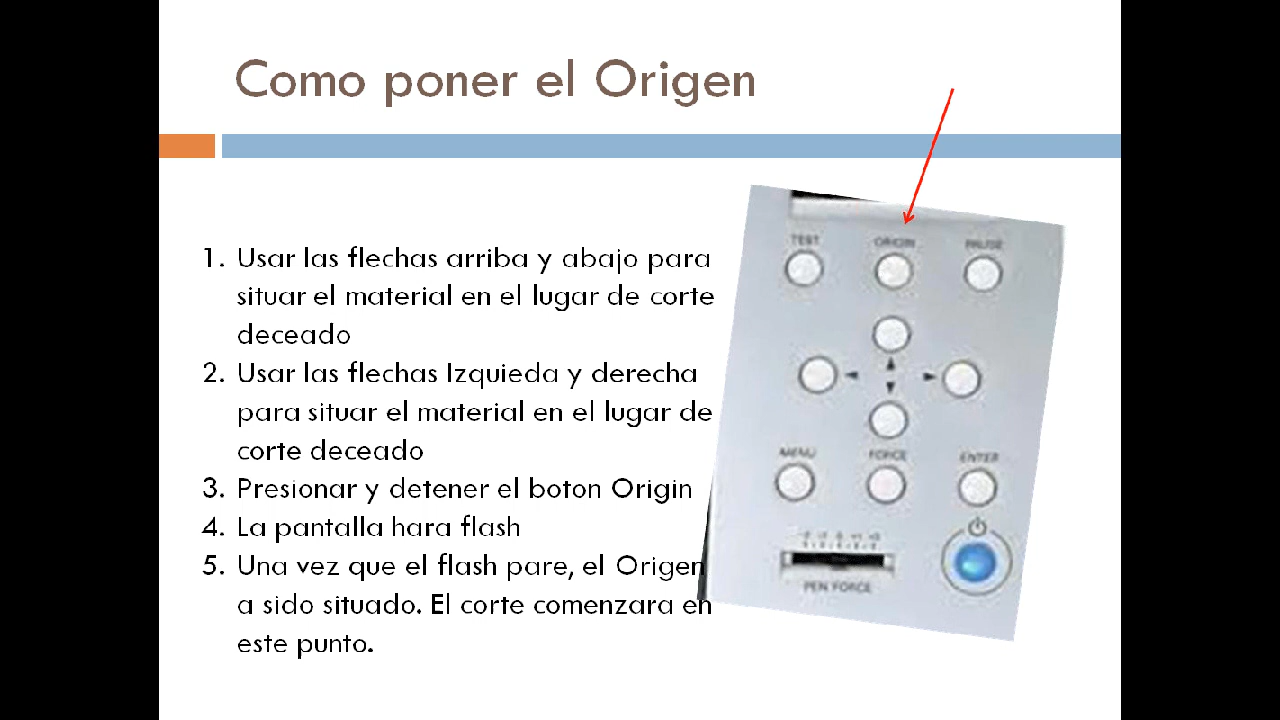 Como poner el Origen
1. Usar las flechas arriba y abajo para
situar el material en el lugar de corte
deceado
2. Usar las flechas Izquieda y derecha
para situar el material en el lugar de
corte deceado
3. Presionar y detener el boton Origin
4. La pantalla hara flash
5. Una vez que el flash pare, el Origen
a sido situado. El corte comenzara en
este punto.
TEST ORIGIN PAUSE
MENU FORCE ENTER
PEN FORCE